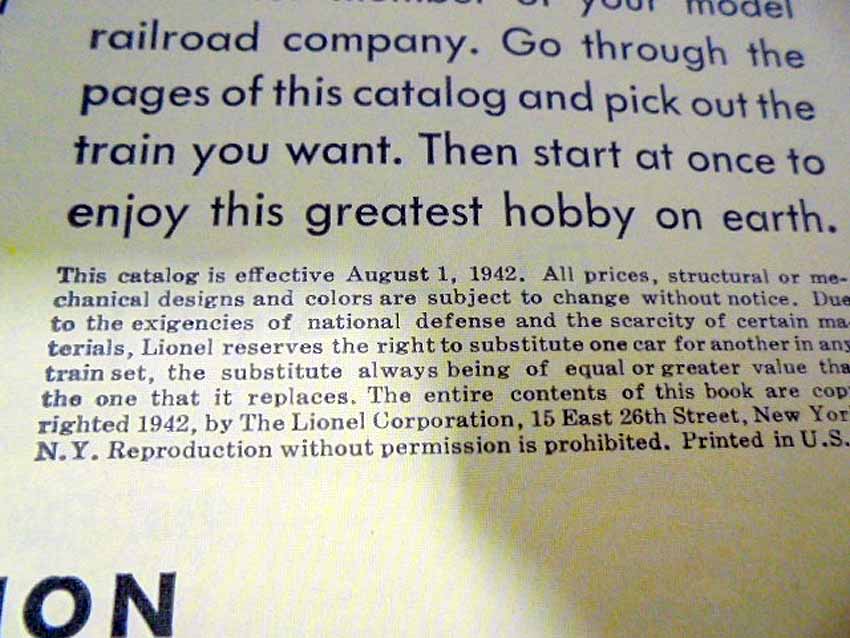 of your model
railroad company. Go through the
pages of this catalog and pick out the
train you want. Then start at once to
enjoy this greatest hobby on earth.
This catalog is effective August 1, 1942. All prices, structural or me-
chanical designs and colors are subject to change without notice. Due
to the exigencies of national defense and the scarcity of certain ma
terials, Lionel reserves the right to substitute one car for another in any
train set, the substitute always being of equal or greater value tha
the one that it replaces. The entire contents of this book are cop
righted 1942, by The Lionel Corporation, 15 East 26th Street, New Yor
N. Y. Reproduction without permission is prohibited. Printed in U.S.
ION